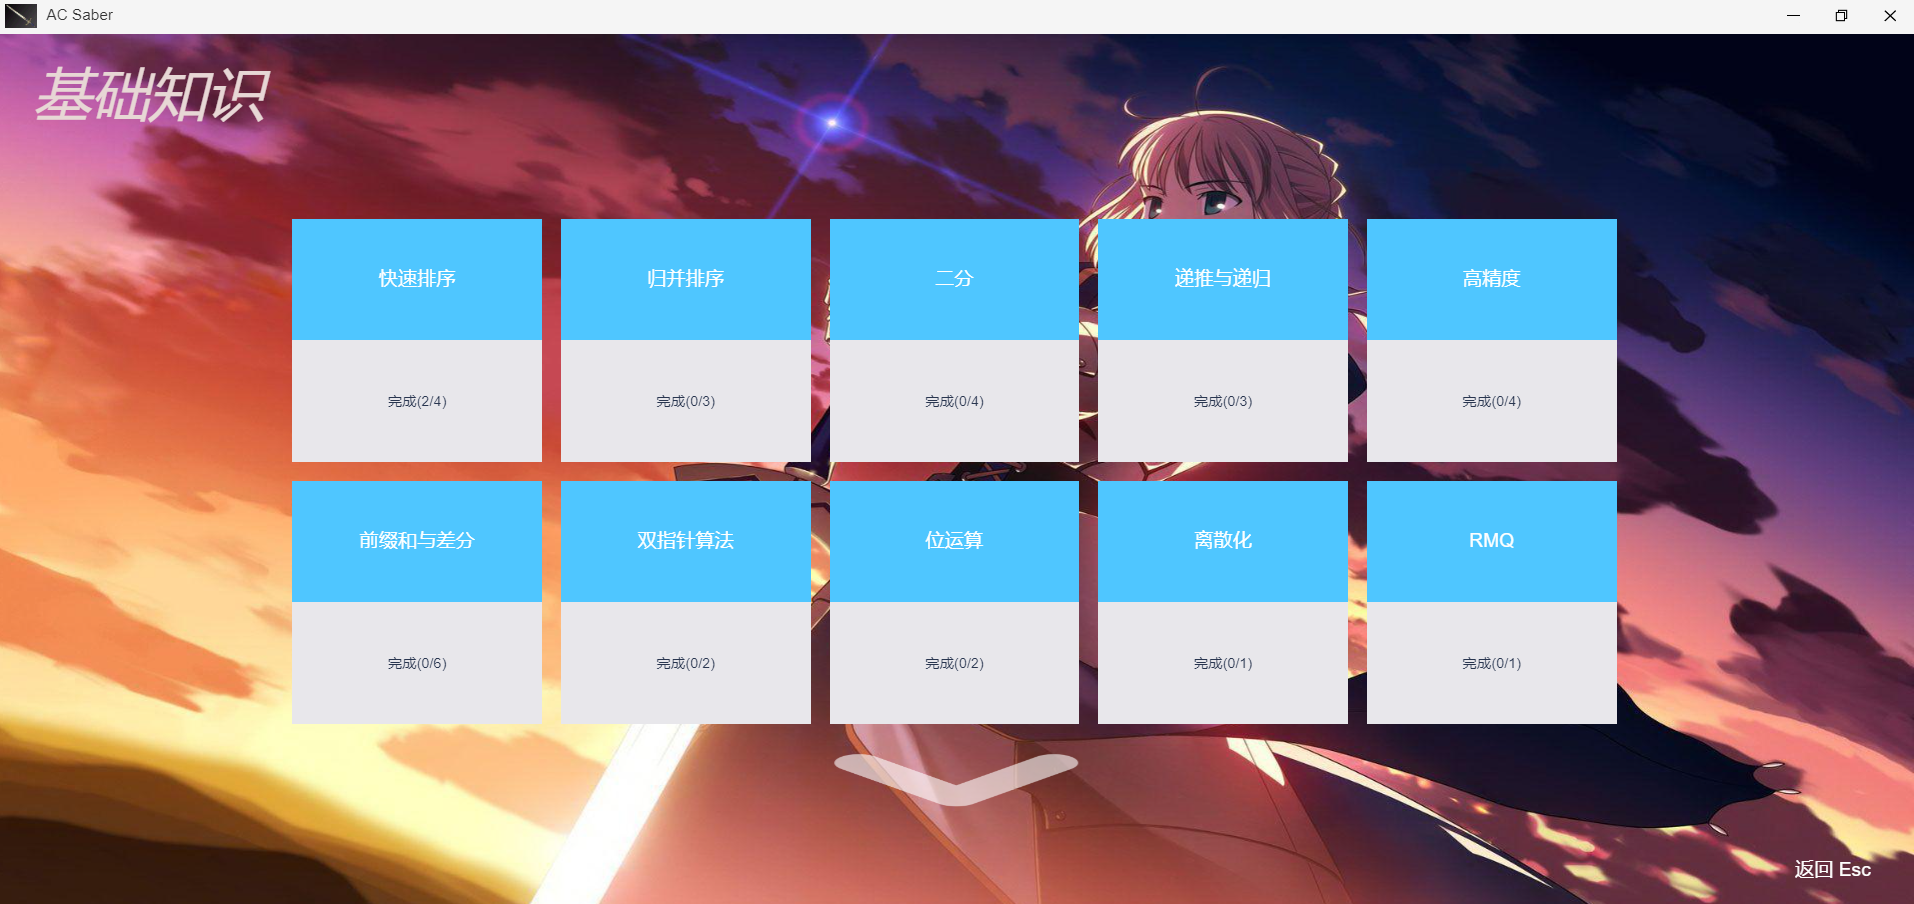 AC Saber
基础知识
快速排序
归并排序
二分
递推与递归
高精度
完成(2/4)
完成(0/3)
完成(0/4)
完成(0/3)
完成(0/4)
前缀和与差分
双指针算法
位运算
离散化
RMQ
完成(0/6)
完成(0/2)
完成(0/2)
完成(0/1)
完成(0/1)
返回 Esc